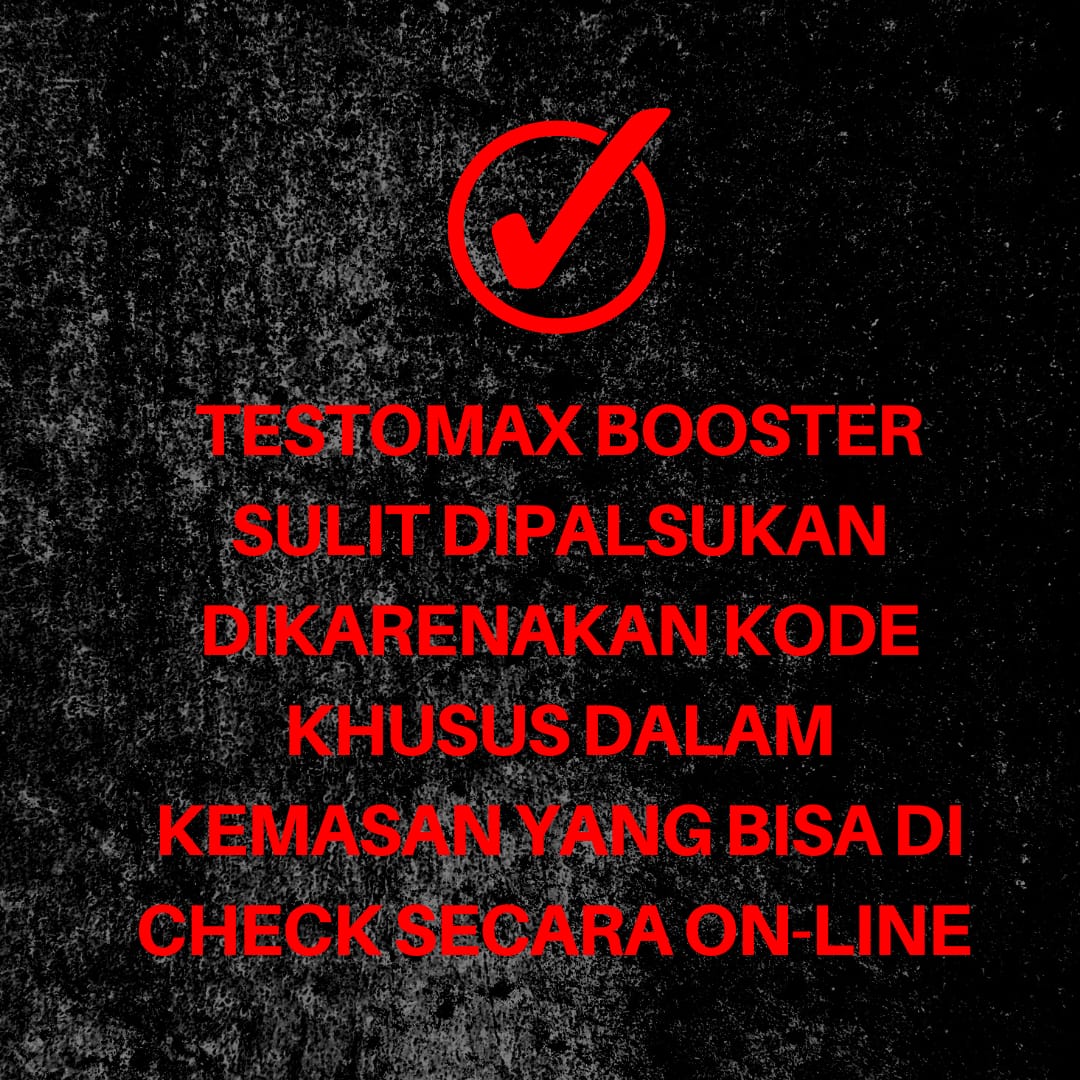 TESTOMAX BOOSTER
SULIT DIPALSUKAN
DIKARENAKAN KODE
KHUSUS DALAM
KEMASAN YANG BISA DI
CHECK SECARA ON-LINE